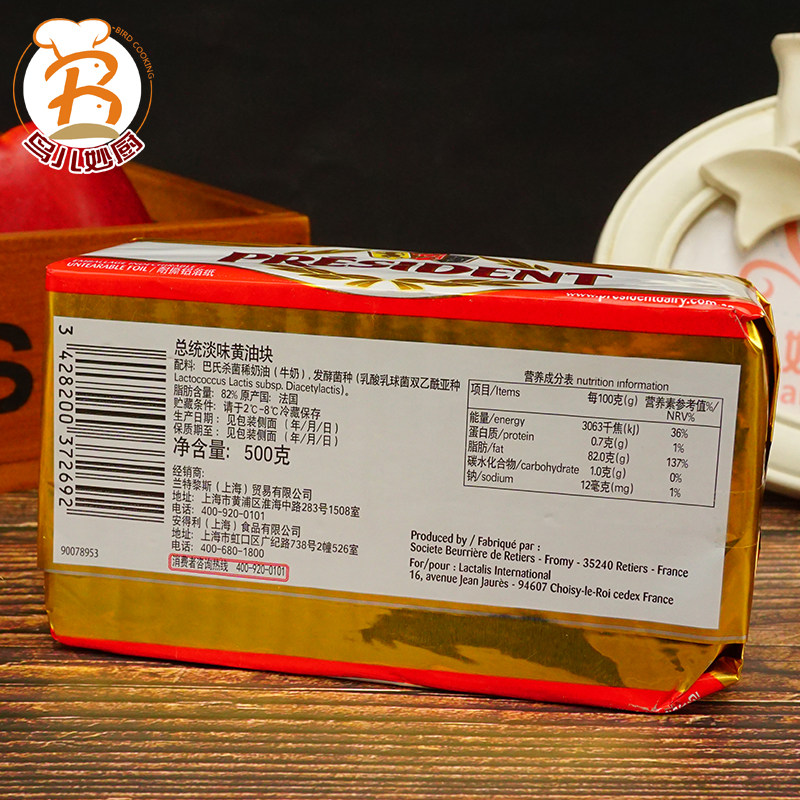 BIRD COOKING
鸟儿妙厨
UNTEARABLE FOIL / 耐撕铝箔纸
PRESIDENT
www.presidentdairy.com
3 428200 372692
90078953
总统淡味黄油块
配料: 巴氏杀菌稀奶油 (牛奶), 发酵菌种 (乳酸乳球菌双乙酰亚种
Lactococcus Lactis subsp. Diacetylactis)。
脂肪含量: 82% 原产国: 法国
贮藏条件: 请于2℃-8℃冷藏保存
生产日期: 见包装侧面 (年/月/日)
保质期至: 见包装侧面 (年/月/日)
净含量: 500克
经销商:
兰特黎斯 (上海) 贸易有限公司
地址: 上海市黄浦区淮海中路283号1508室
电话: 400-920-0101
安得利 (上海) 食品有限公司
地址: 上海市虹口区广纪路738号2幢526室
电话: 400-680-1800
消费者咨询热线 400-920-0101
营养成分表 nutrition information
项目/Items 每100克(g) 营养素参考值%/
NRV%
能量/energy 3063千焦(kJ) 36%
蛋白质/protein 0.7克(g) 1%
脂肪/fat 82.0克(g) 137%
碳水化合物/carbohydrate 1.0克(g) 0%
钠/sodium 12毫克(mg) 1%
Produced by / Fabriqué par :
Societe Beurrière de Retiers - Fromy - 35240 Retiers - France
For/pour : Lactalis International
16, avenue Jean Jaurès - 94607 Choisy-le-Roi cedex France